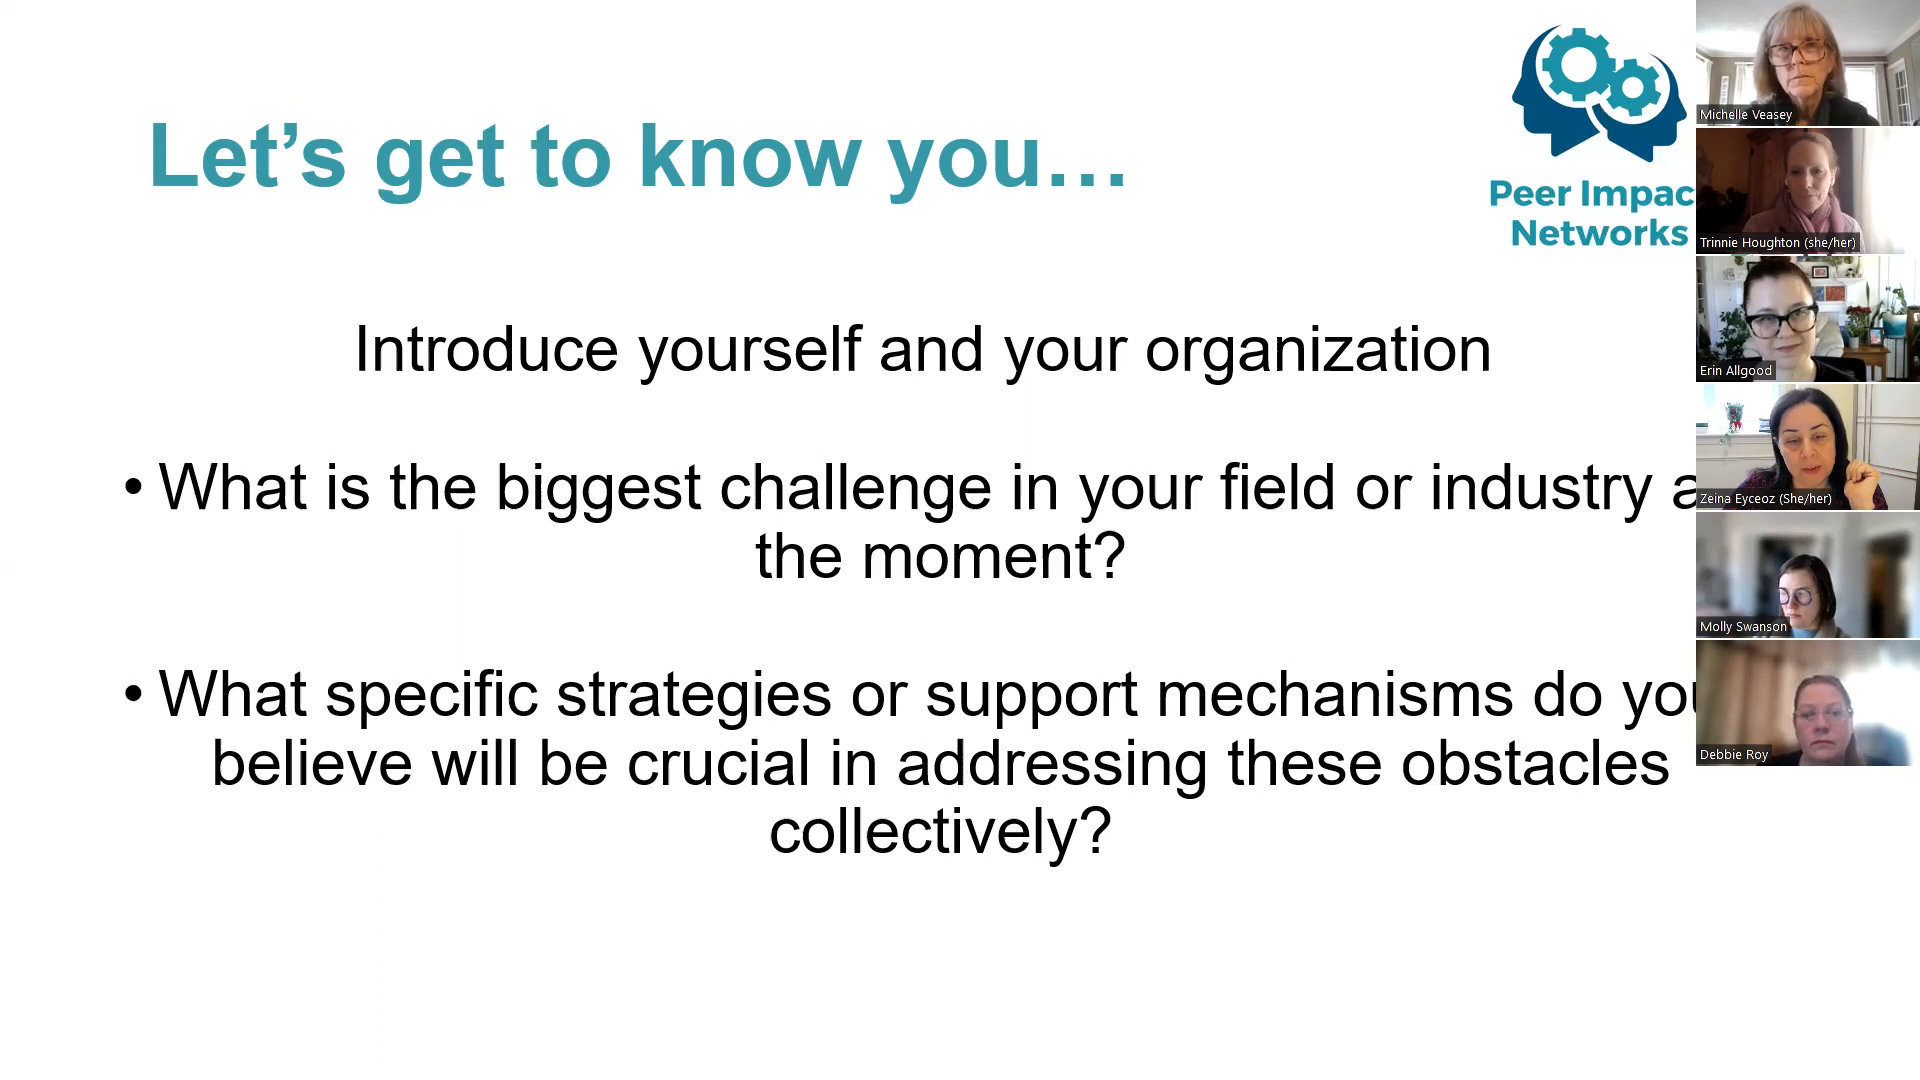 Let’s get to know you…
Peer Impac
Networks
Introduce yourself and your organization
• What is the biggest challenge in your field or industry a
the moment?
• What specific strategies or support mechanisms do you
believe will be crucial in addressing these obstacles
collectively?
Michelle Veasey
Trinnie Houghton (she/her)
Erin Allgood
Zeina Eyceoz (She/her)
Molly Swanson
Debbie Roy